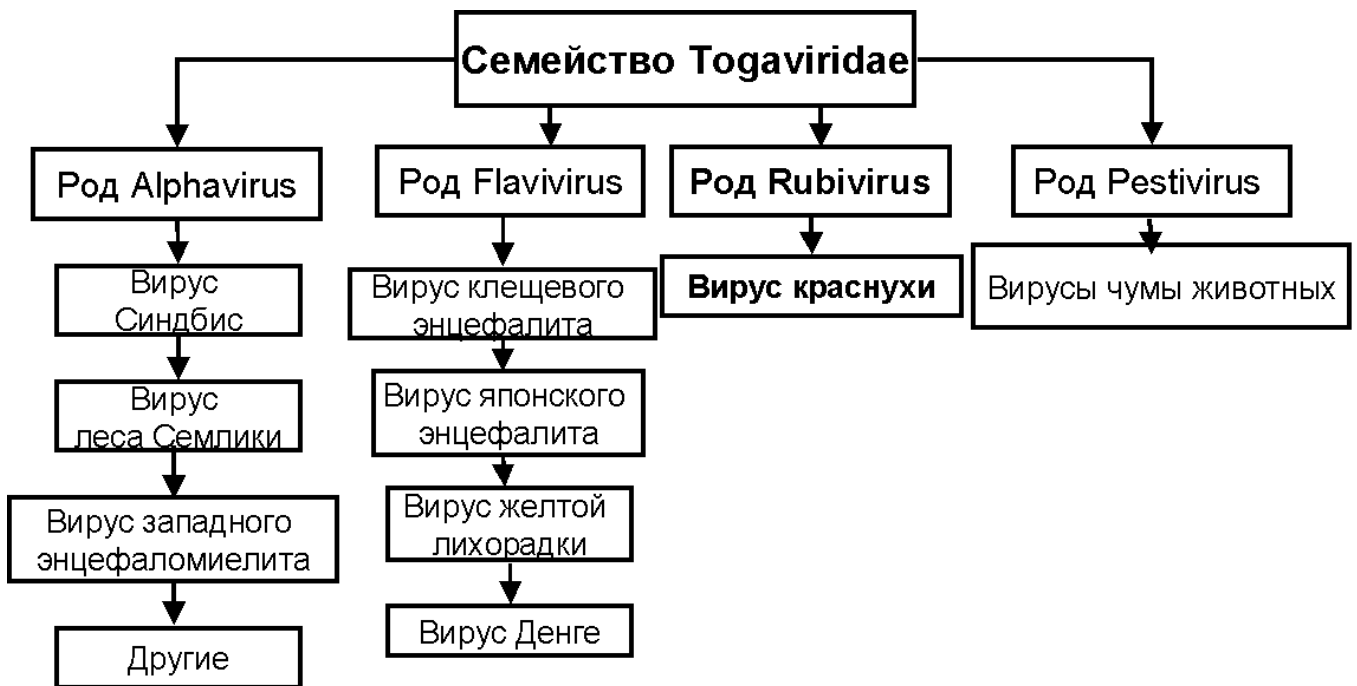 Семейство Togaviridae
Род Alphavirus
Вирус
Синдбис
Вирус
леса Семлики
Вирус западного
энцефаломиелита
Другие
Род Flavivirus
Вирус клещевого
энцефалита
Вирус японского
энцефалита
Вирус желтой
лихорадки
Вирус Денге
Род Rubivirus
Вирус краснухи
Род Pestivirus
Вирусы чумы животных